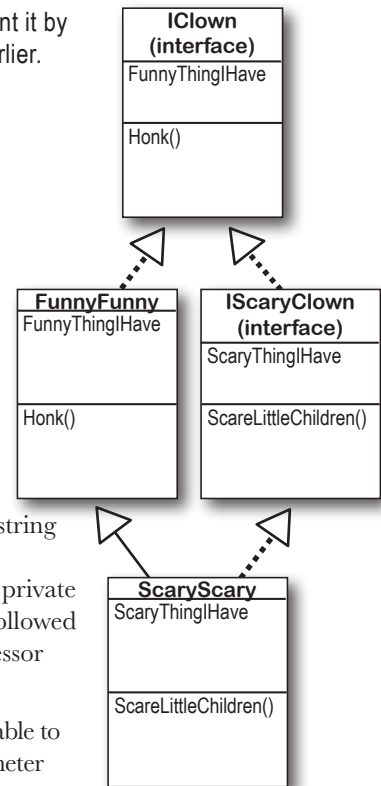 nt it by
rlier.
IClown
(interface)
FunnyThingIHave
Honk()
FunnyFunny
FunnyThingIHave
Honk()
IScaryClown
(interface)
ScaryThingIHave
ScareLittleChildren()
string
private
ollowed
essor
able to
neter
ScaryScary
ScaryThingIHave
ScareLittleChildren()